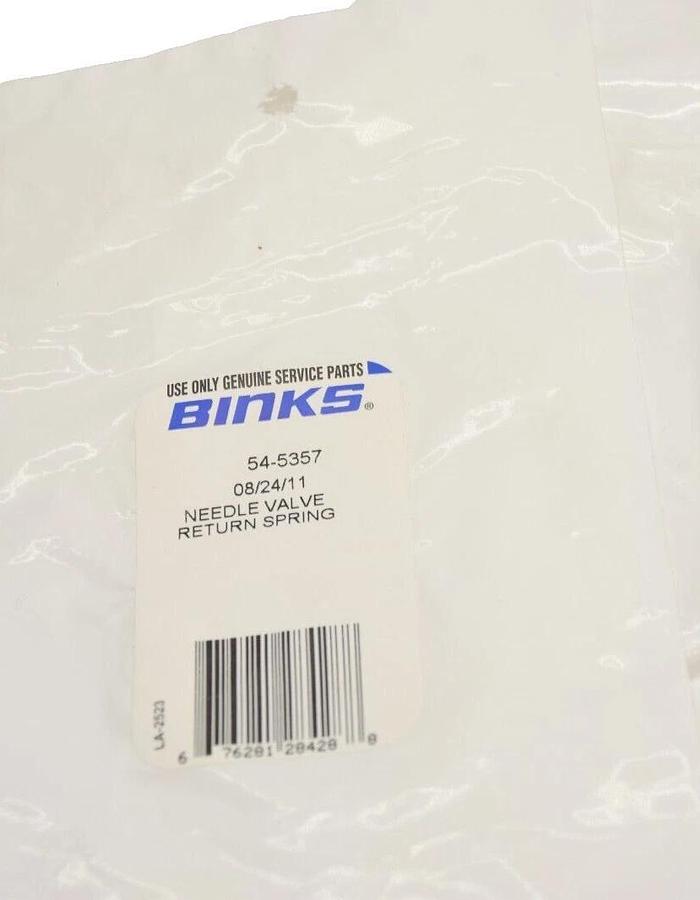 USE ONLY GENUINE SERVICE PARTS
BINKS®
54-5357
08/24/11
NEEDLE VALVE
RETURN SPRING
LA-2523
6 76281 28428 8